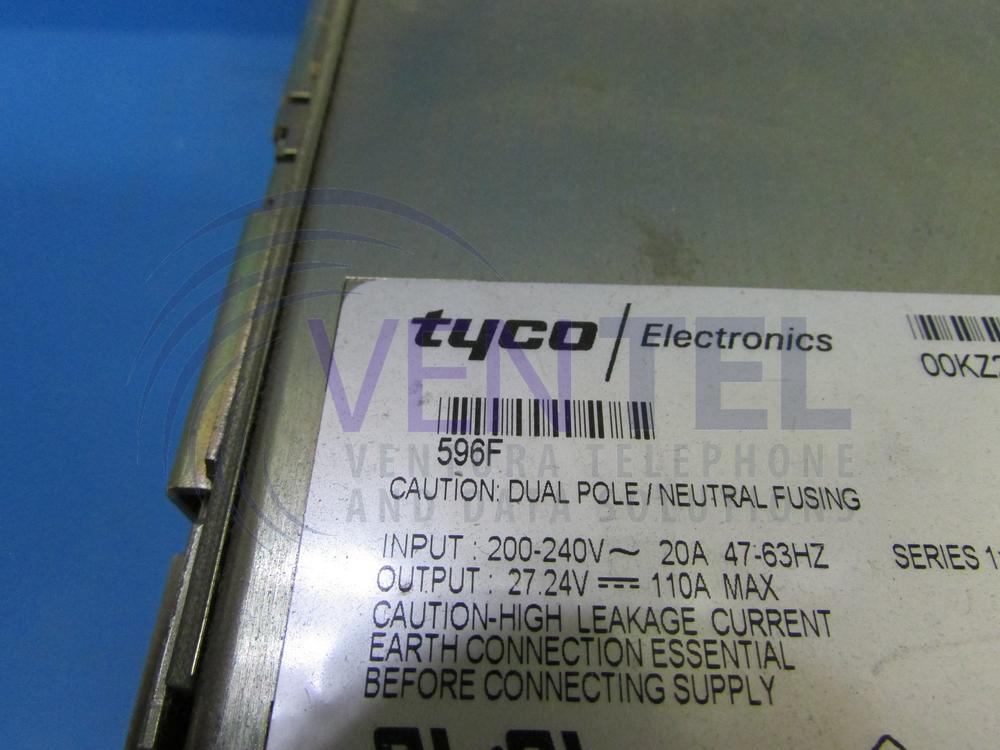 tyco / Electronics
00KZ
596F
CAUTION: DUAL POLE / NEUTRAL FUSING
INPUT : 200-240V ~ 20A 47-63HZ
SERIES 1:
OUTPUT : 27.24V ⎓ 110A MAX
CAUTION-HIGH LEAKAGE CURRENT
EARTH CONNECTION ESSENTIAL
BEFORE CONNECTING SUPPLY
VENTEL
VENTURA TELEPHONE
AND DATA SOLUTIONS